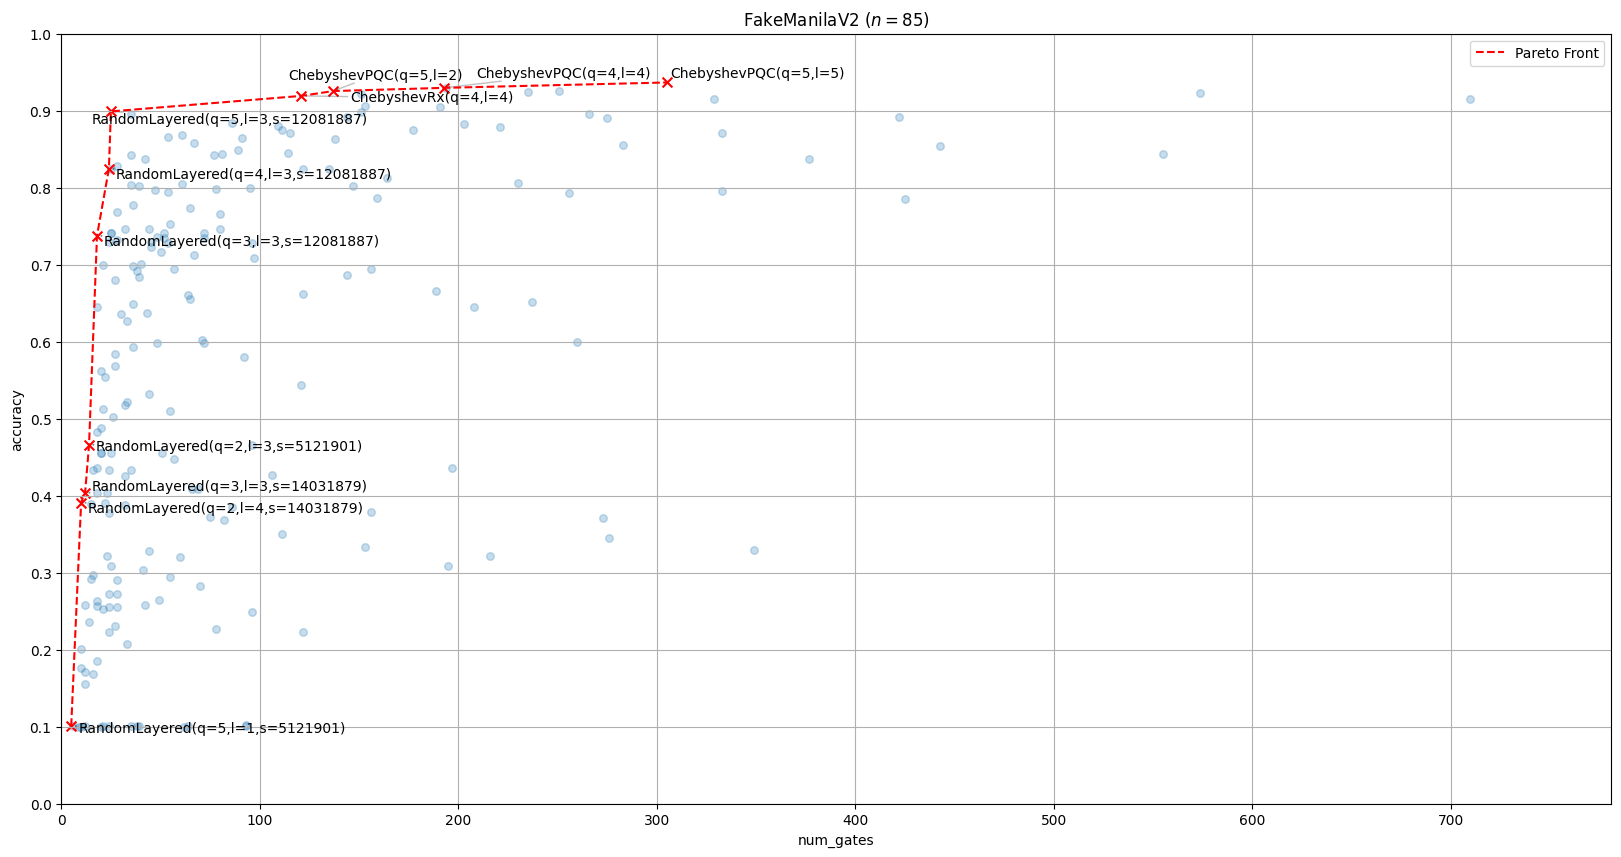 FakeManilaV2 (n = 85)
1.0
Pareto Front
ChebyshevPQC(q=5,l=2)
ChebyshevPQC(q=4,l=4)
ChebyshevPQC(q=5,l=5)
ChebyshevRx(q=4,l=4)
0.9
RandomLayered(q=5,l=3,s=12081887)
0.8
RandomLayered(q=4,l=3,s=12081887)
RandomLayered(q=3,l=3,s=12081887)
0.7
0.6
0.5
accuracy
RandomLayered(q=2,l=3,s=5121901)
RandomLayered(q=3,l=3,s=14031879)
0.4
RandomLayered(q=2,l=4,s=14031879)
0.3
0.2
0.1
RandomLayered(q=5,l=1,s=5121901)
0.0
0 100 200 300 400 500 600 700
num_gates